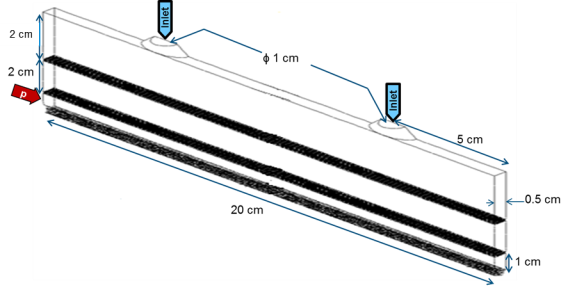 Inlet
2 cm
ϕ 1 cm
2 cm
p
Inlet
5 cm
0.5 cm
20 cm
1 cm